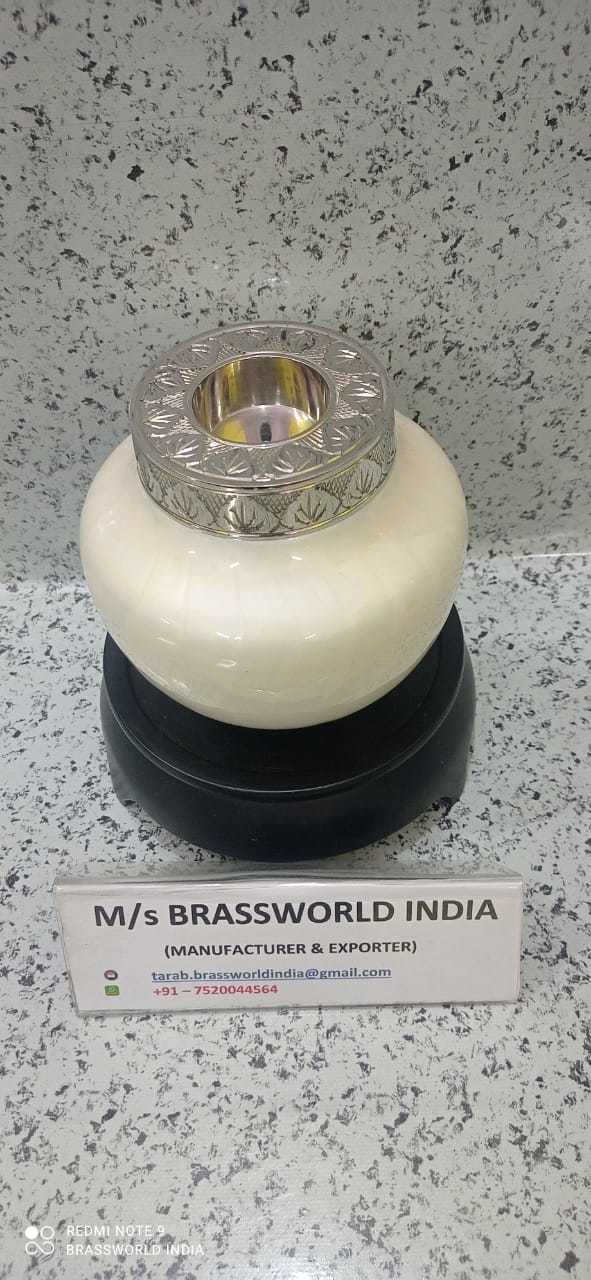 M/s BRASSWORLD INDIA
(MANUFACTURER & EXPORTER)
tarab.brassworldindia@gmail.com
+91 – 7520044564
REDMI NOTE 9
BRASSWORLD INDIA